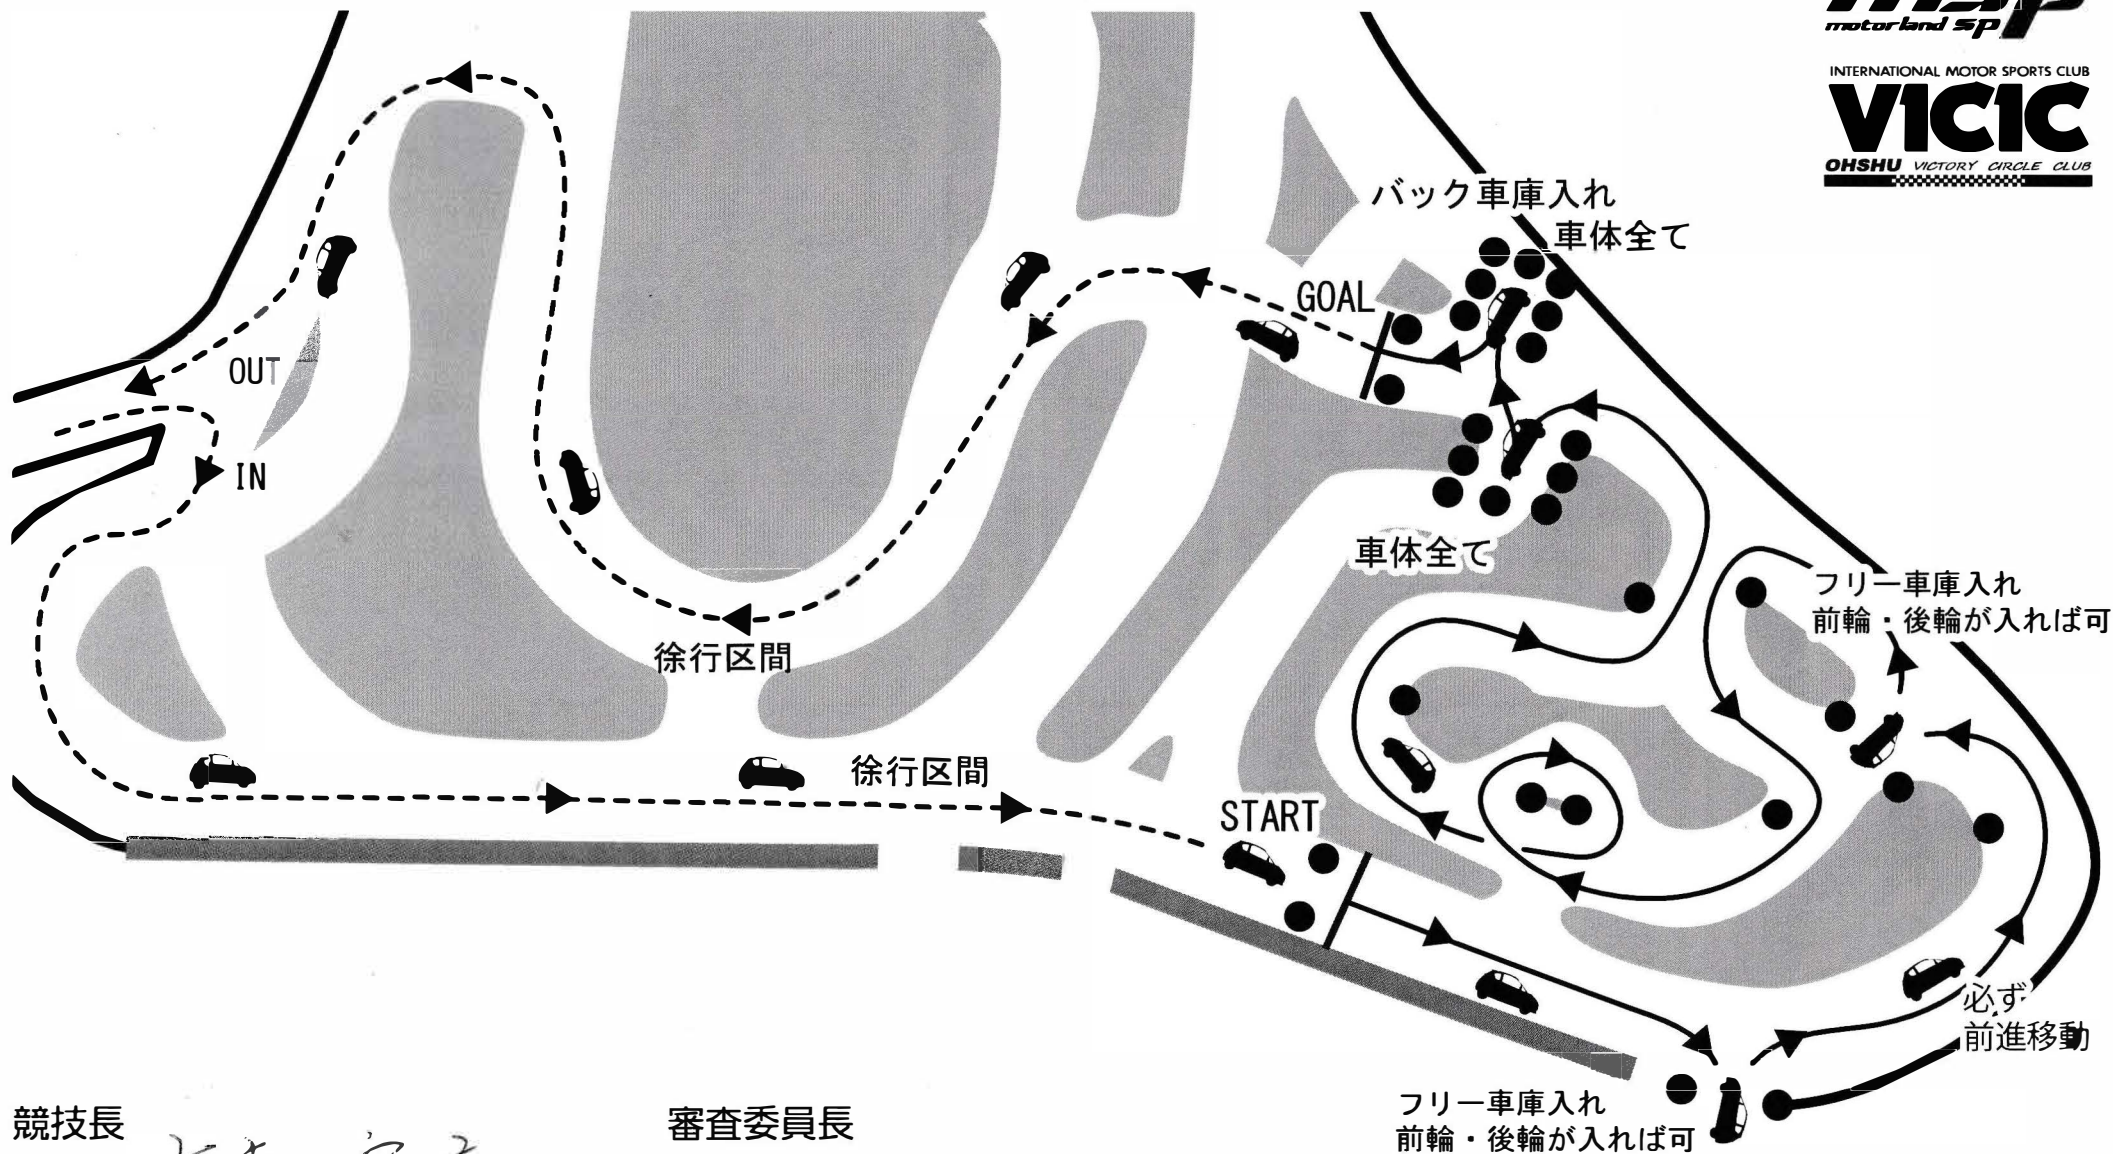 motorland sp
INTERNATIONAL MOTOR SPORTS CLUB
VICIC
OHSHU VICTORY CIRCLE CLUB
バック車庫入れ
車体全て
GOAL
OUT
IN
車体全て
フリー車庫入れ
前輪・後輪が入れば可
徐行区間
徐行区間
START
必ず
前進移動
フリー車庫入れ
前輪・後輪が入れば可
競技長
審査委員長